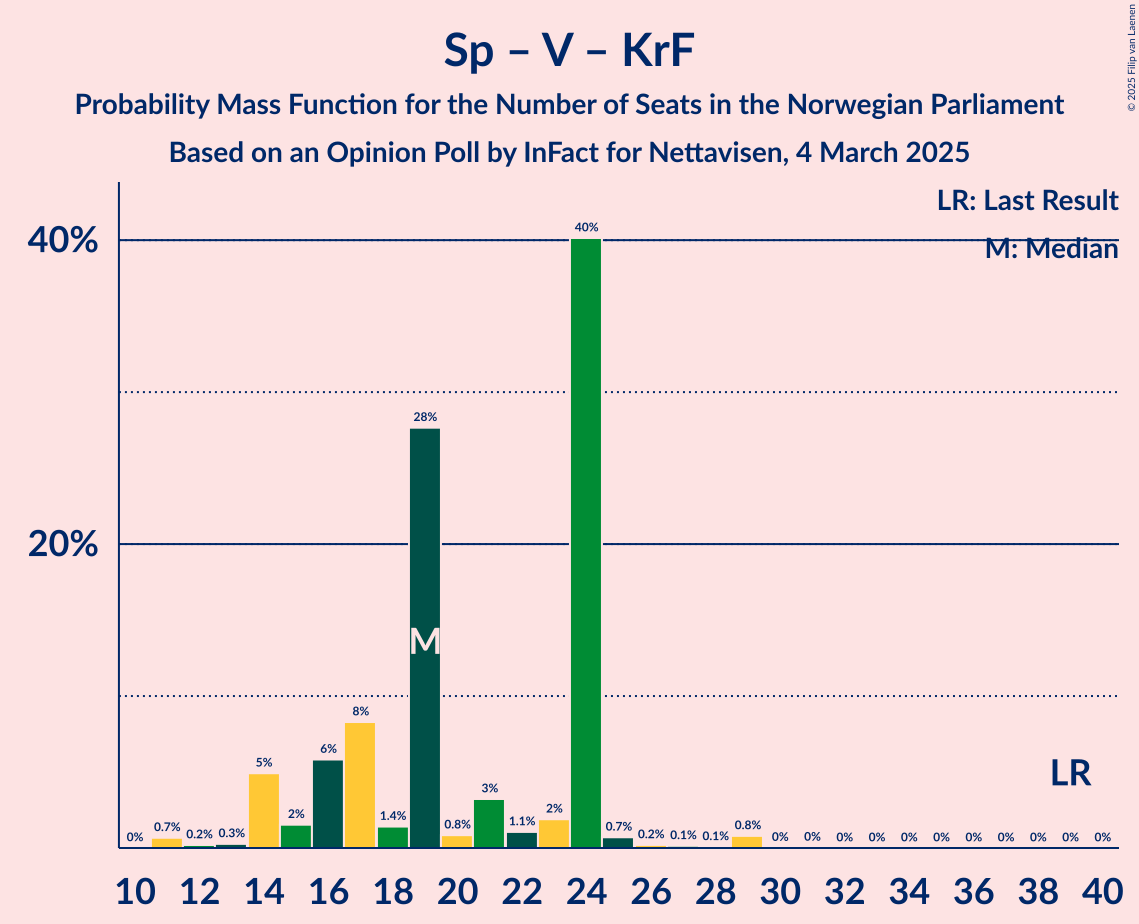 Sp – V – KrF
Probability Mass Function for the Number of Seats in the Norwegian Parliament
Based on an Opinion Poll by InFact for Nettavisen, 4 March 2025
© 2025 Filip van Laenen
LR: Last Result
M: Median
40%
20%
0% 0.7% 0.2% 0.3% 5% 2% 6% 8% 1.4% 28% 0.8% 3% 1.1% 2% 40% 0.7% 0.2% 0.1% 0.1% 0.8% 0% 0% 0% 0% 0% 0% 0% 0% 0% 0% 0%
M
LR
10 12 14 16 18 20 22 24 26 28 30 32 34 36 38 40